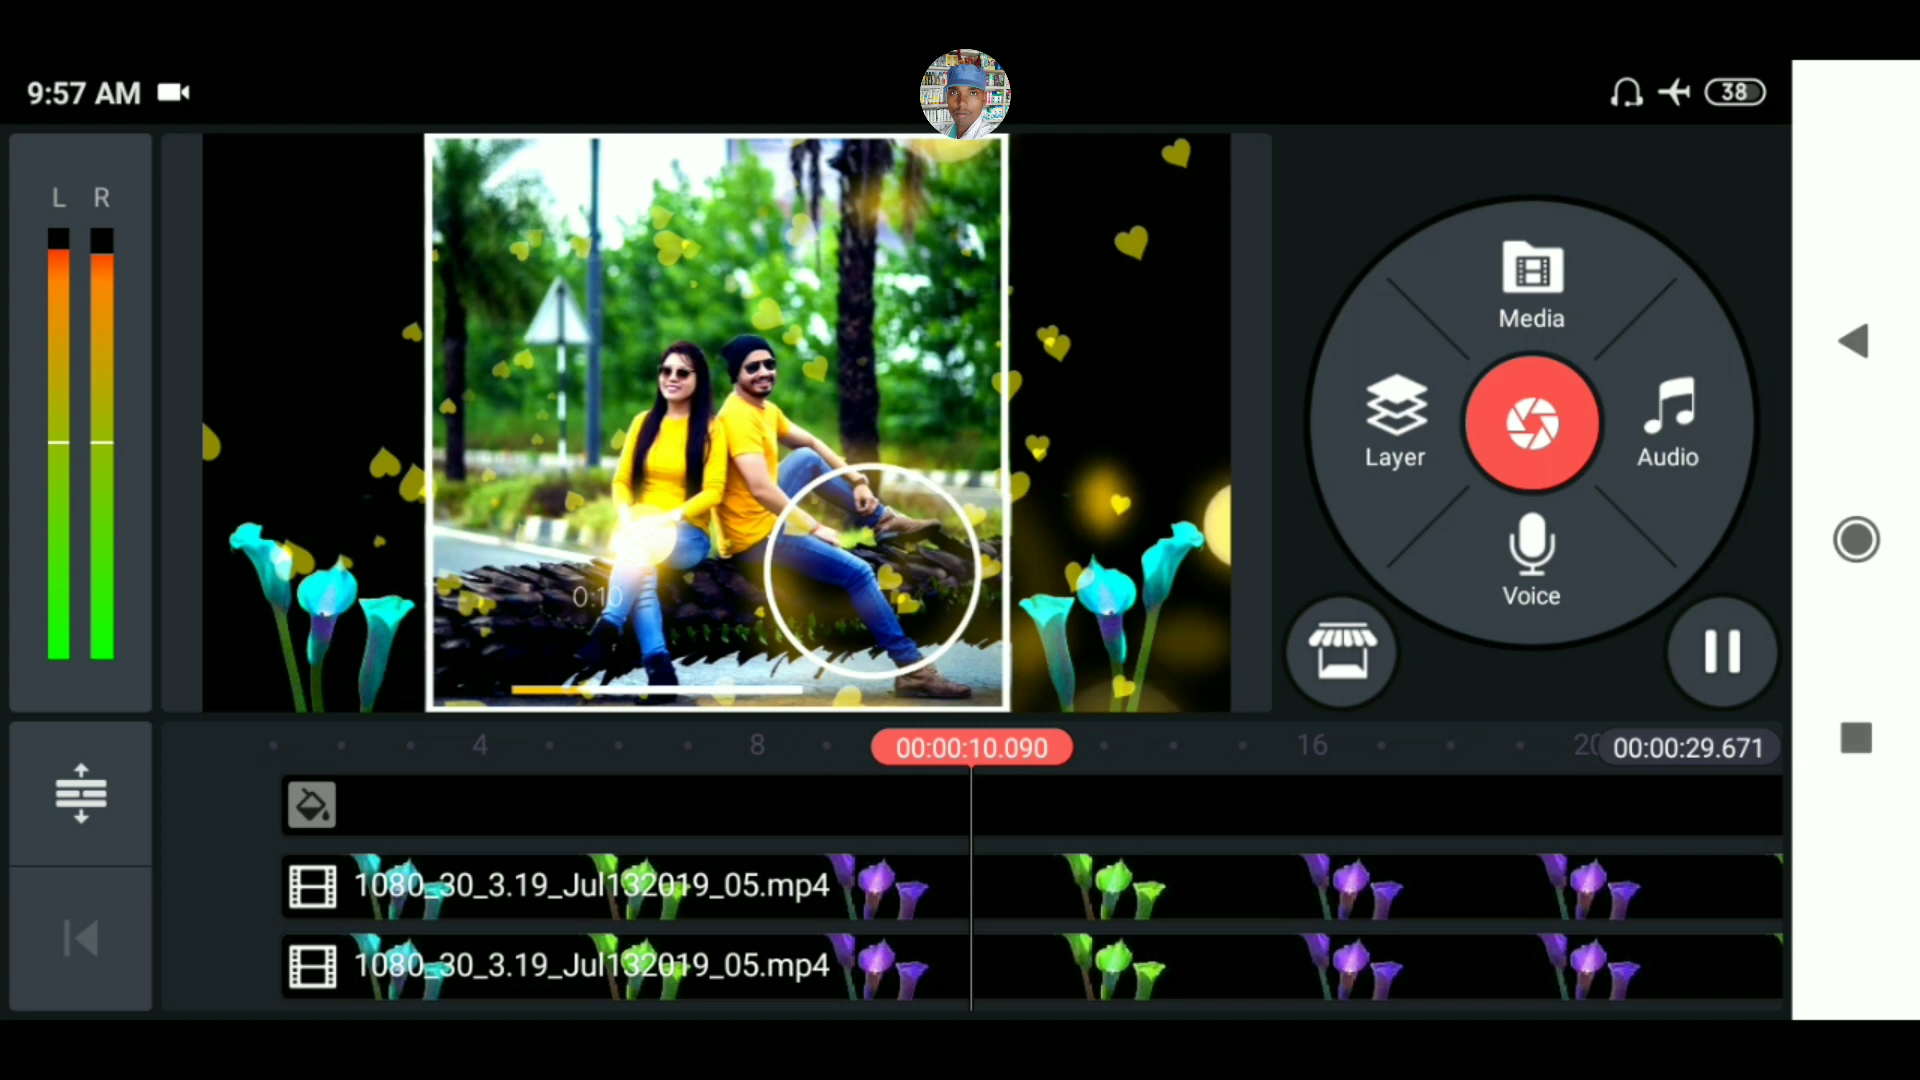 9:57 AM
38
L R
Media
Layer
Audio
Voice
0:10
4 8 16 20
00:00:10.090
00:00:29.671
1080_30_3.19_Jul132019_05.mp4
1080_30_3.19_Jul132019_05.mp4